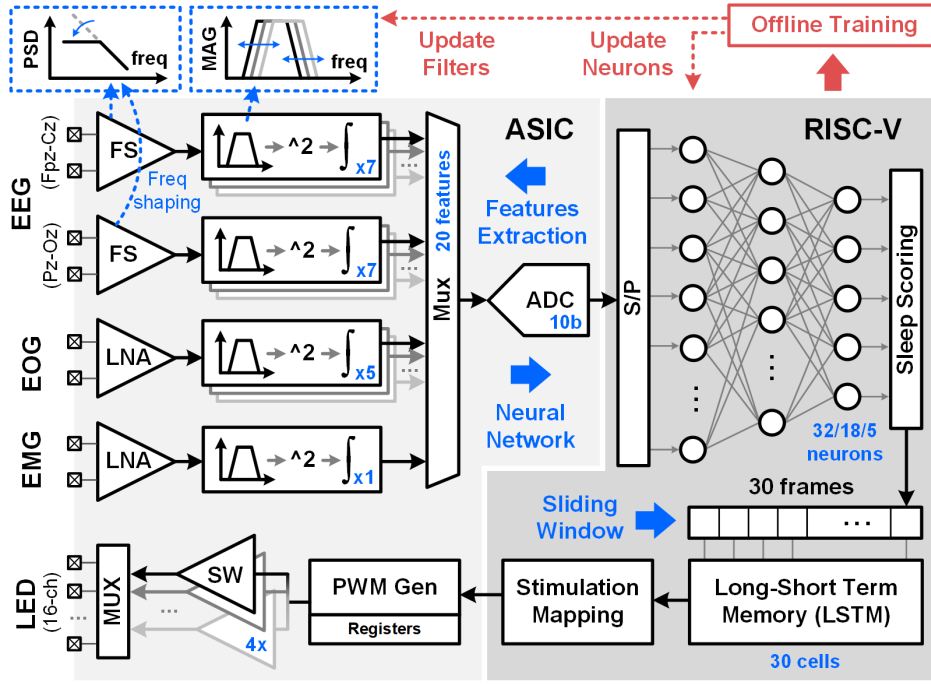 PSD
freq
MAG
freq
Update
Filters
Update
Neurons
Offline Training
ASIC
RISC-V
EEG
(Fpz-Cz)
FS
^2
∫
x7
...
Freq
shaping
(Pz-Oz)
FS
^2
∫
x7
...
EOG
LNA
^2
∫
x5
...
EMG
LNA
^2
∫
x1
Mux
20 features
Features
Extraction
ADC
10b
Neural
Network
S/P
...
...
Sleep Scoring
32/18/5
neurons
30 frames
Sliding
Window
...
LED
(16-ch)
MUX
...
...
SW
4x
PWM Gen
Registers
Stimulation
Mapping
Long-Short Term
Memory (LSTM)
30 cells